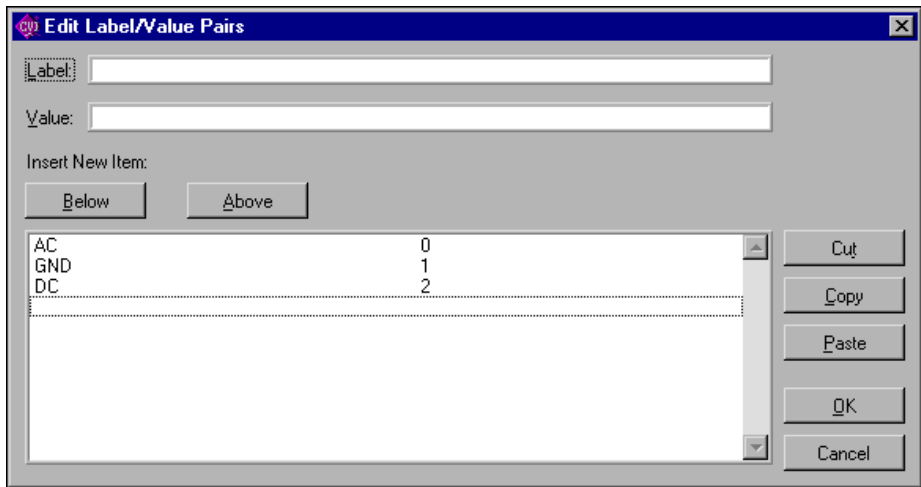 CVI Edit Label/Value Pairs
Label:
Value:
Insert New Item:
Below Above
AC 0
GND 1
DC 2
Cut
Copy
Paste
OK
Cancel